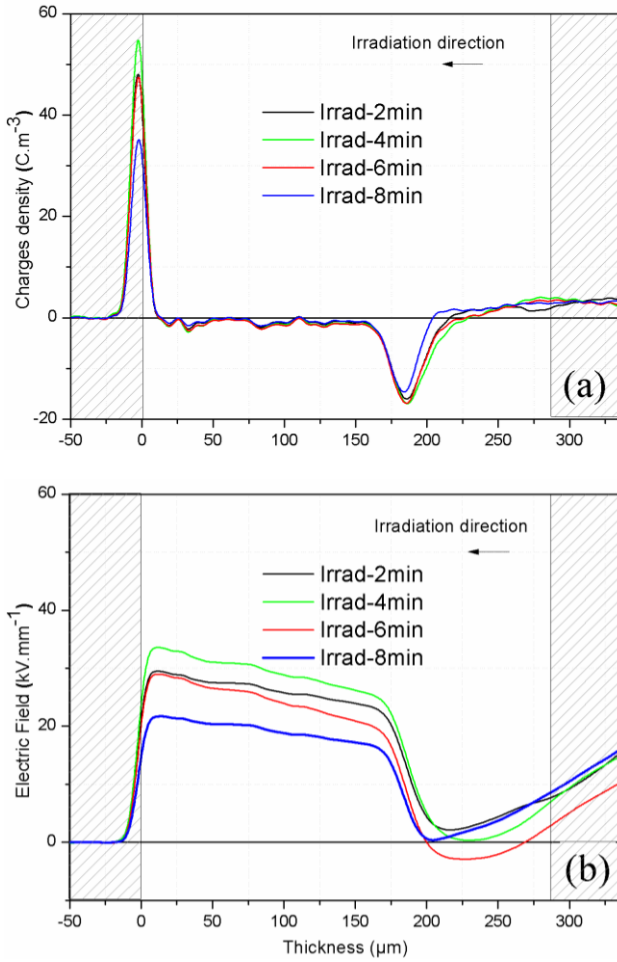 60
Irradiation direction
40
Irrad-2min
Irrad-4min
Irrad-6min
Irrad-8min
20
0
-20
Charges density (C.m-3)
(a)
-50 0 50 100 150 200 250 300
60
Irradiation direction
40
Irrad-2min
Irrad-4min
Irrad-6min
Irrad-8min
20
0
Electric Field (kV.mm-1)
(b)
-50 0 50 100 150 200 250 300
Thickness (µm)